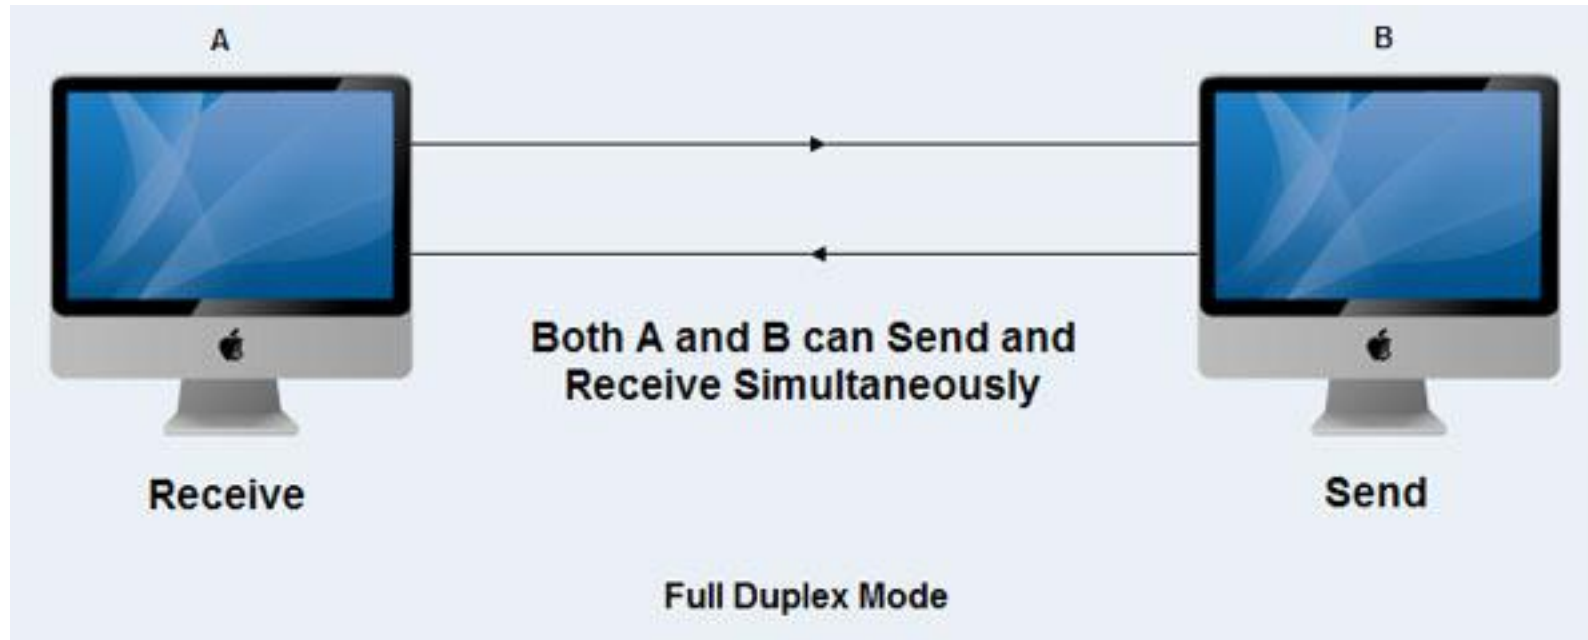 A
B
Both A and B can Send and
Receive Simultaneously
Receive
Send
Full Duplex Mode